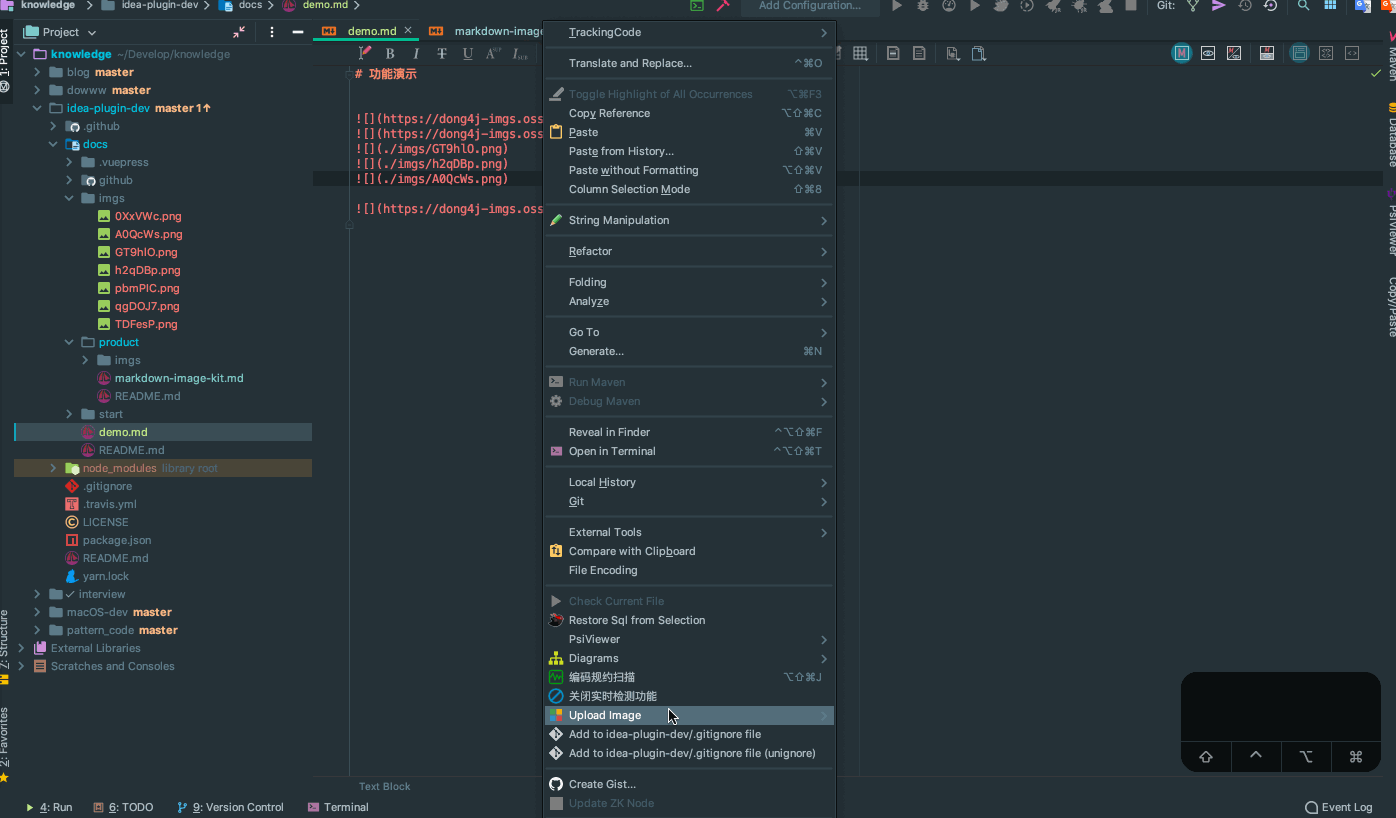 knowledge
idea-plugin-dev
docs
demo.md
Add Configuration...
Git:
Project
demo.md
markdown-image
1: Project
knowledge ~/Develop/knowledge
blog master
dowww master
idea-plugin-dev master 1↑
.github
docs
.vuepress
github
imgs
0XxVWc.png
A0QcWs.png
GT9hlO.png
h2qDBp.png
pbmPlC.png
qgDOJ7.png
TDFesP.png
product
imgs
markdown-image-kit.md
README.md
start
demo.md
README.md
node_modules library root
.gitignore
.travis.yml
LICENSE
package.json
README.md
yarn.lock
interview
macOS-dev master
pattern_code master
External Libraries
Scratches and Consoles
7: Structure
2: Favorites
B I T U
# 功能演示
![](https://dong4j-imgs.oss
![](https://dong4j-imgs.oss
![](./imgs/GT9hlO.png)
![](./imgs/h2qDBp.png)
![](./imgs/A0QcWs.png)
![](https://dong4j-imgs.oss
Text Block
TrackingCode
Translate and Replace... ⌃⌘O
Toggle Highlight of All Occurrences ⌥⌘F3
Copy Reference ⌥⇧⌘C
Paste ⌘V
Paste from History... ⇧⌘V
Paste without Formatting ⌥⇧⌘V
Column Selection Mode ⇧⌘8
String Manipulation
Refactor
Folding
Analyze
Go To
Generate... ⌘N
Run Maven
Debug Maven
Reveal in Finder ⌃⌥⇧⌘F
Open in Terminal ⌃⌥⇧⌘T
Local History
Git
External Tools
Compare with Clipboard
File Encoding
Check Current File
Restore Sql from Selection
PsiViewer
Diagrams
编码规约扫描 ⌥⇧⌘J
关闭实时检测功能
Upload Image
Add to idea-plugin-dev/.gitignore file
Add to idea-plugin-dev/.gitignore file (unignore)
Create Gist...
Update ZK Node
Maven
Database
PsiViewer
Copy/Paste
⇧ ⌃ ⌥ ⌘
4: Run
6: TODO
9: Version Control
Terminal
Event Log